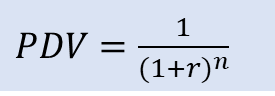 PDV = 1/(1+r)ⁿ